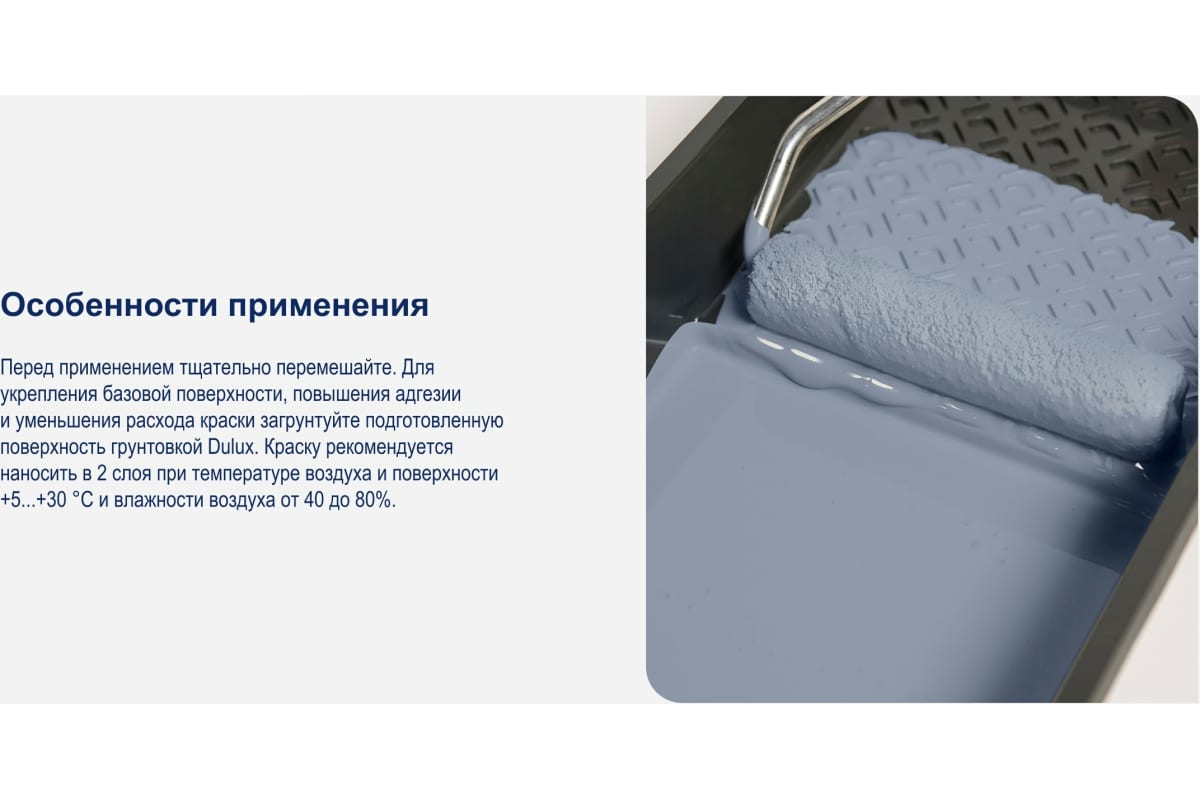 Особенности применения
Перед применением тщательно перемешайте. Для
укрепления базовой поверхности, повышения адгезии
и уменьшения расхода краски загрунтуйте подготовленную
поверхность грунтовкой Dulux. Краску рекомендуется
наносить в 2 слоя при температуре воздуха и поверхности
+5...+30 °C и влажности воздуха от 40 до 80%.